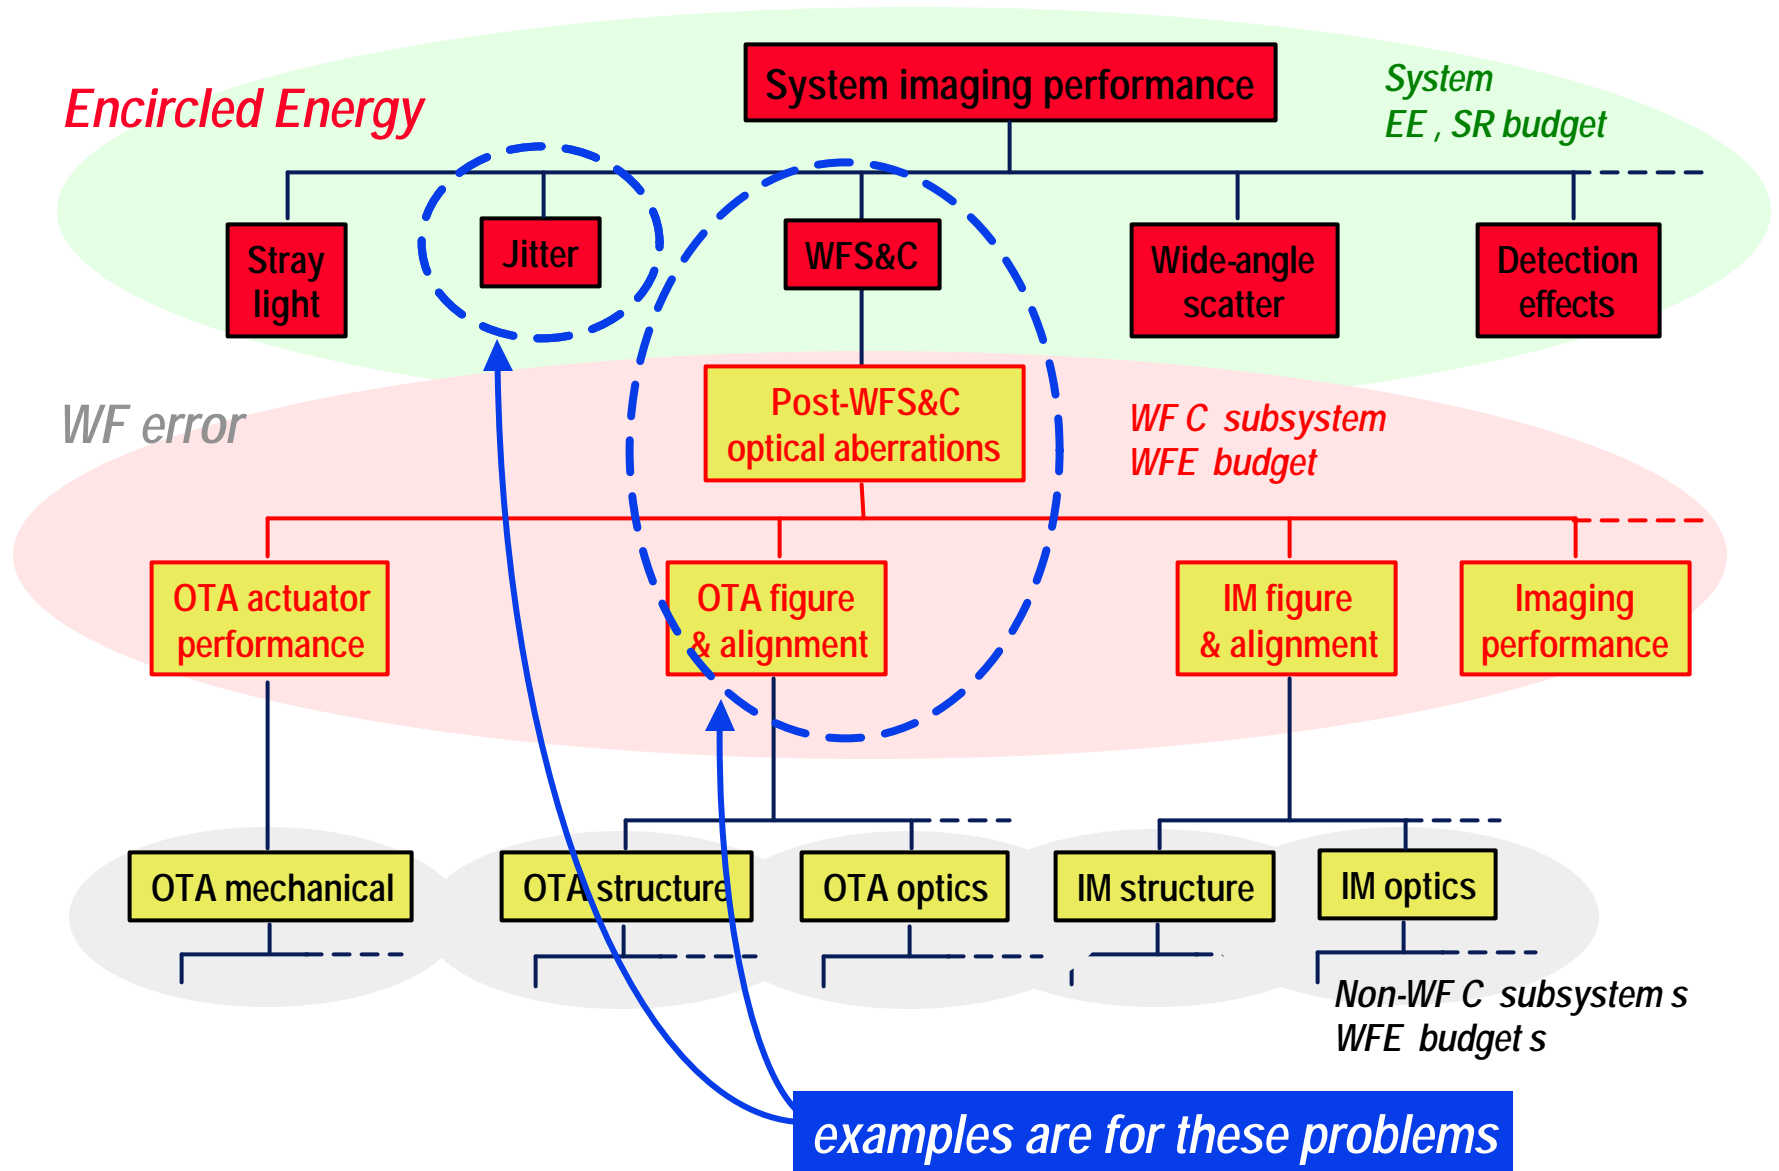 System imaging performance
System
EE , SR budget
Encircled Energy
Stray
light
Jitter
WFS&C
Wide-angle
scatter
Detection
effects
WF error
Post-WFS&C
optical aberrations
WF C subsystem
WFE budget
OTA actuator
performance
OTA figure
& alignment
IM figure
& alignment
Imaging
performance
OTA mechanical
OTA structure
OTA optics
IM structure
IM optics
Non-WF C subsystem s
WFE budget s
examples are for these problems